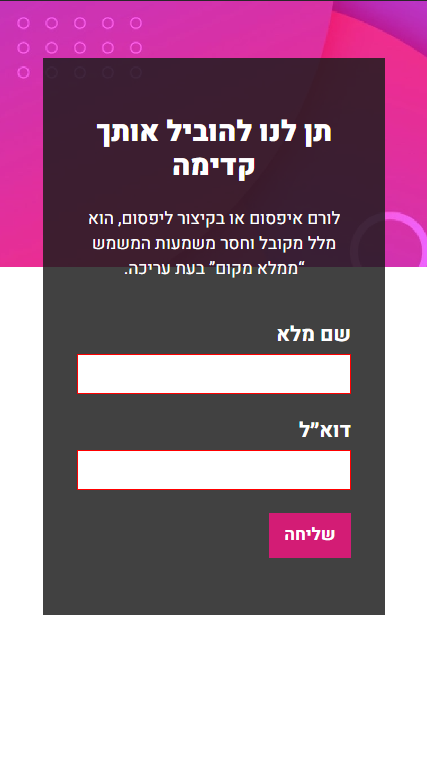 תן לנו להוביל אותך
קדימה
לורם איפסום או בקיצור ליפסום, הוא
מלל מקובל וחסר משמעות המשמש
“ממלא מקום” בעת עריכה.
שם מלא
דוא״ל
שליחה